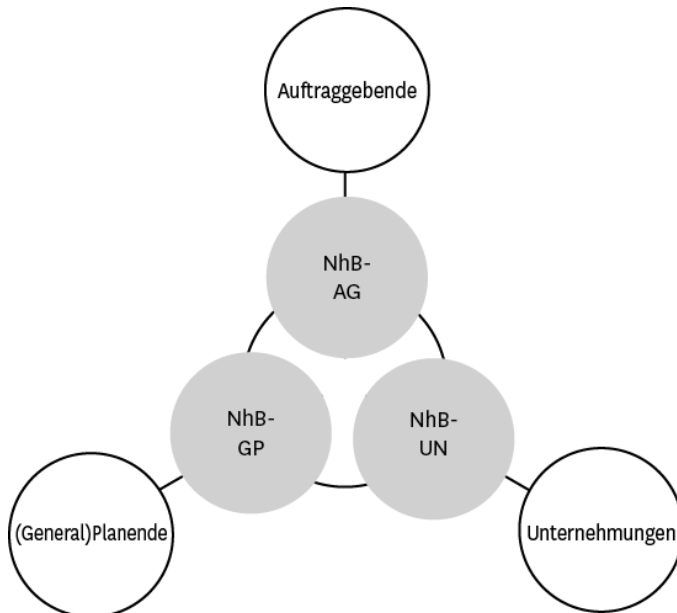 Auftraggebende
NhB-
AG
NhB-
GP
NhB-
UN
(General)Planende
Unternehmungen